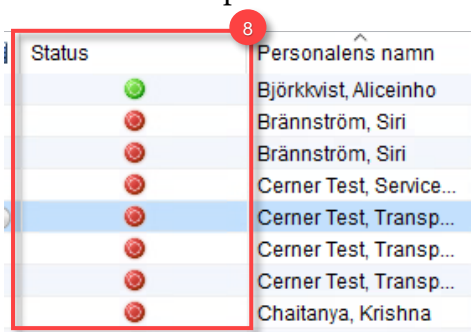 8
Status Personalens namn
Björkkvist, Aliceinho
Brännström, Siri
Brännström, Siri
Cerner Test, Service...
Cerner Test, Transp...
Cerner Test, Transp...
Cerner Test, Transp...
Chaitanya, Krishna